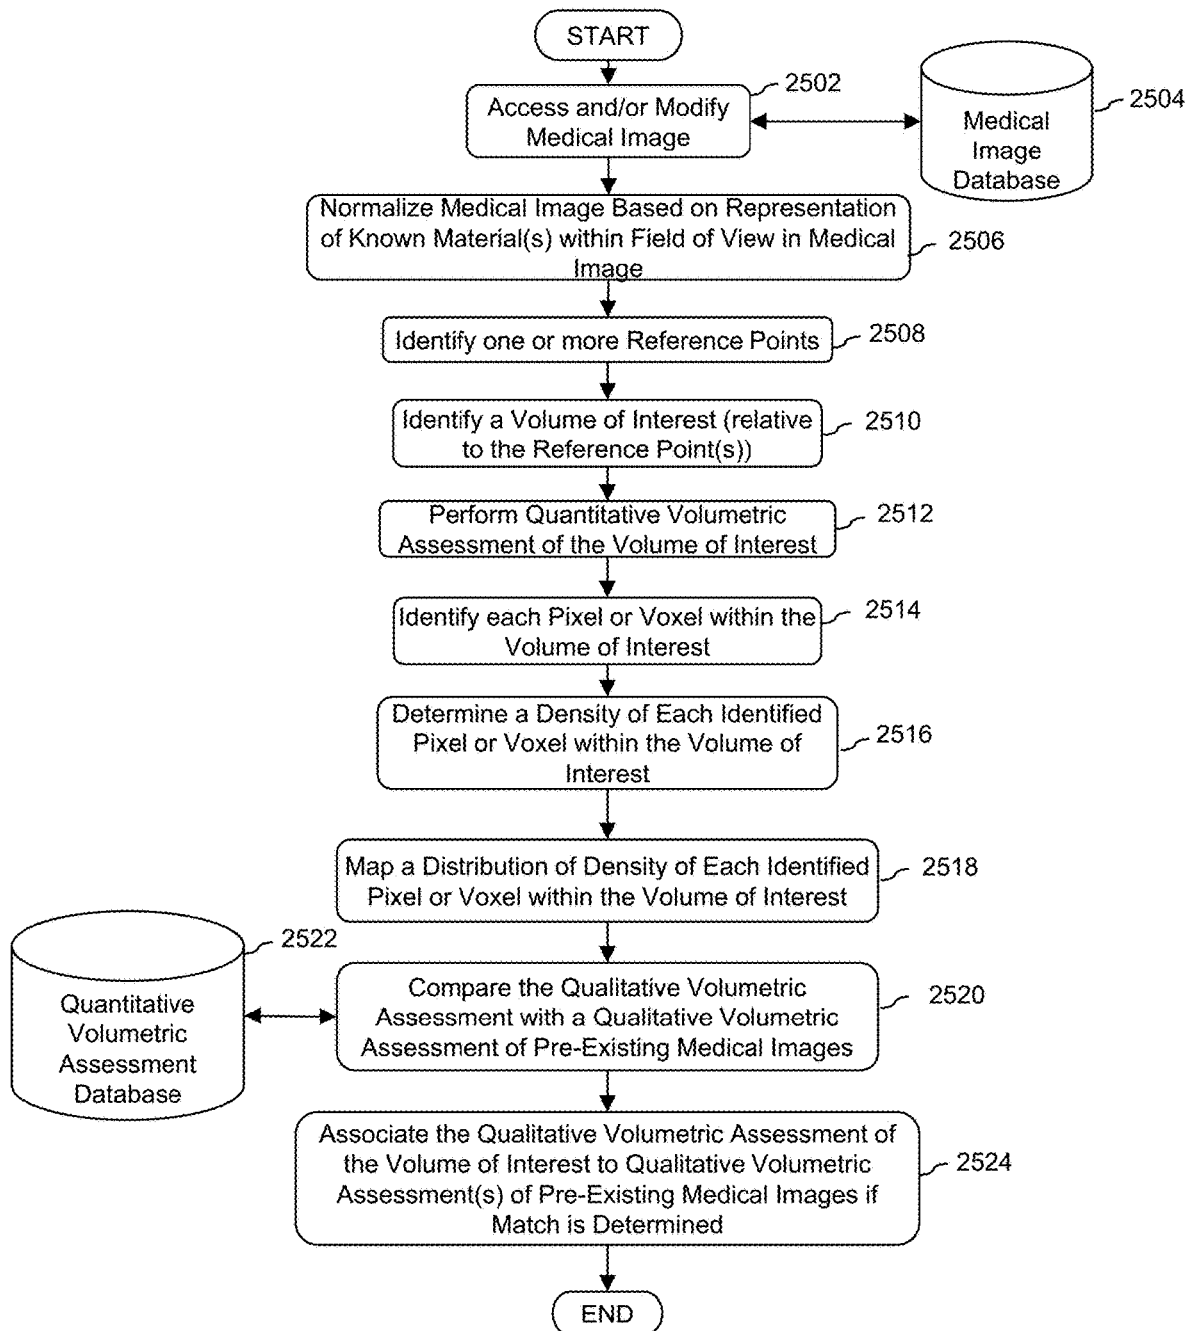 START
2502
Access and/or Modify
Medical Image
2504
Medical
Image
Database
Normalize Medical Image Based on Representation
of Known Material(s) within Field of View in Medical
Image
2506
Identify one or more Reference Points
2508
Identify a Volume of Interest (relative
to the Reference Point(s))
2510
Perform Quantitative Volumetric
Assessment of the Volume of Interest
2512
Identify each Pixel or Voxel within the
Volume of Interest
2514
Determine a Density of Each Identified
Pixel or Voxel within the Volume of
Interest
2516
Map a Distribution of Density of Each Identified
Pixel or Voxel within the Volume of Interest
2518
2522
Quantitative
Volumetric
Assessment
Database
Compare the Qualitative Volumetric
Assessment with a Qualitative Volumetric
Assessment of Pre-Existing Medical Images
2520
Associate the Qualitative Volumetric Assessment of
the Volume of Interest to Qualitative Volumetric
Assessment(s) of Pre-Existing Medical Images if
Match is Determined
2524
END